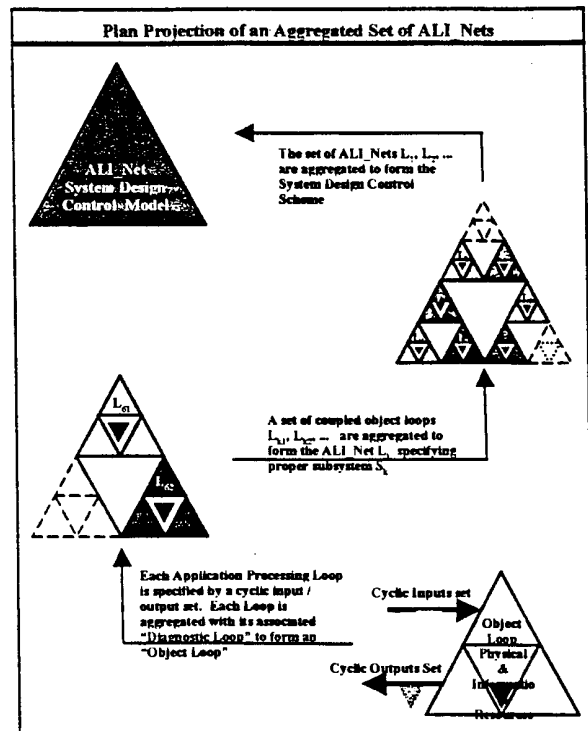 Plan Projection of an Aggregated Set of ALI_Nets
ALI_Net
System Design
Control Model
The set of ALI_Nets L₁, L₂, ...
are aggregated to form the
System Design Control
Scheme
L₆₁
L₆₂
A set of coupled object loops
are aggregated to
form the ALI_Net specifying
proper subsystem Sₖ
Each Application Processing Loop
is specified by a cyclic input /
output set. Each Loop is
aggregated with its associated
"Diagnostic Loop" to form an
"Object Loop"
Cyclic Inputs set
Object
Loop
Physical
&
Cyclic Outputs Set
Resources